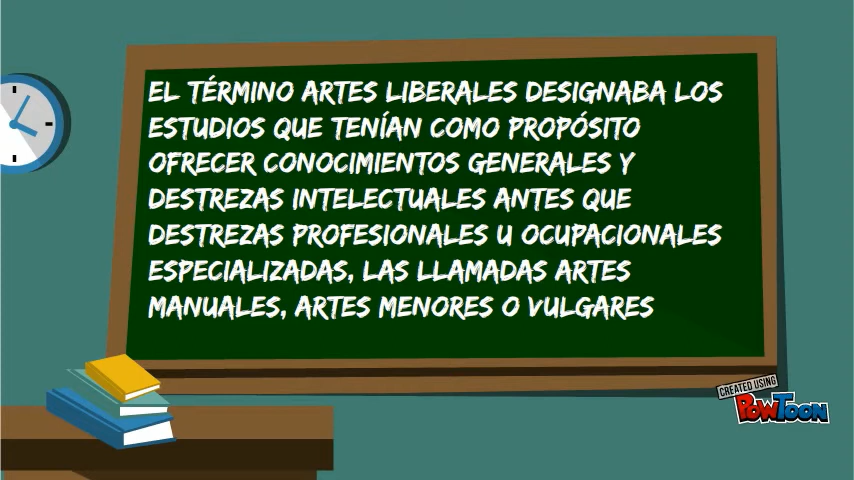 EL TÉRMINO ARTES LIBERALES DESIGNABA LOS
ESTUDIOS QUE TENÍAN COMO PROPÓSITO
OFRECER CONOCIMIENTOS GENERALES Y
DESTREZAS INTELECTUALES ANTES QUE
DESTREZAS PROFESIONALES U OCUPACIONALES
ESPECIALIZADAS, LAS LLAMADAS ARTES
MANUALES, ARTES MENORES O VULGARES
CREATED USING
POWTOON